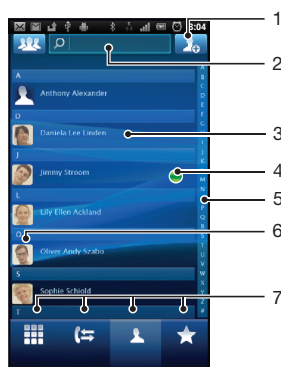 8:04
1
2
A
Anthony Alexander
D
Daniela Lee Linden
3
J
Jimmy Stroom
4
L
Lily Ellen Ackland
5
O
6
Oliver Andy Szabo
S
Sophie Schiold
T
7
A
B
C
D
E
F
G
I
J
K
M
N
Q
R
S
T
U
V
W
X
Y
Z
#